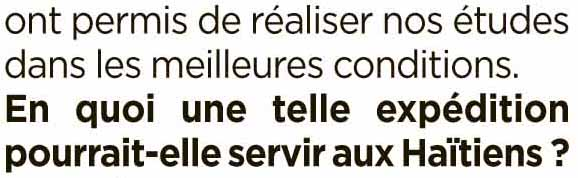 ont permis de réaliser nos études
dans les meilleures conditions.
En quoi une telle expédition
pourrait-elle servir aux Haïtiens ?